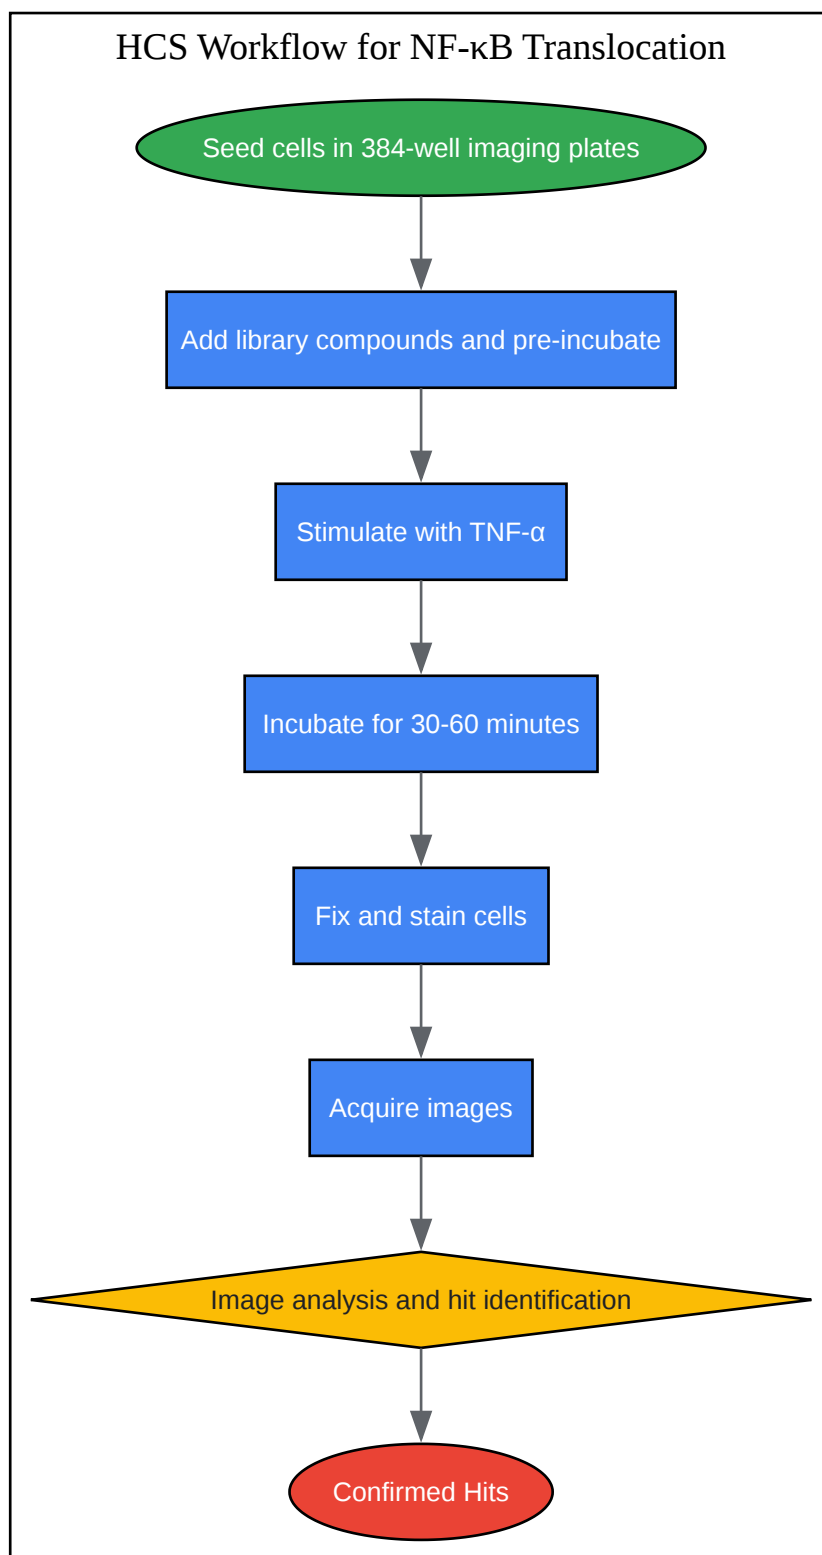 HCS Workflow for NF-κB Translocation
Seed cells in 384-well imaging plates
Add library compounds and pre-incubate
Stimulate with TNF-α
Incubate for 30-60 minutes
Fix and stain cells
Acquire images
Image analysis and hit identification
Confirmed Hits